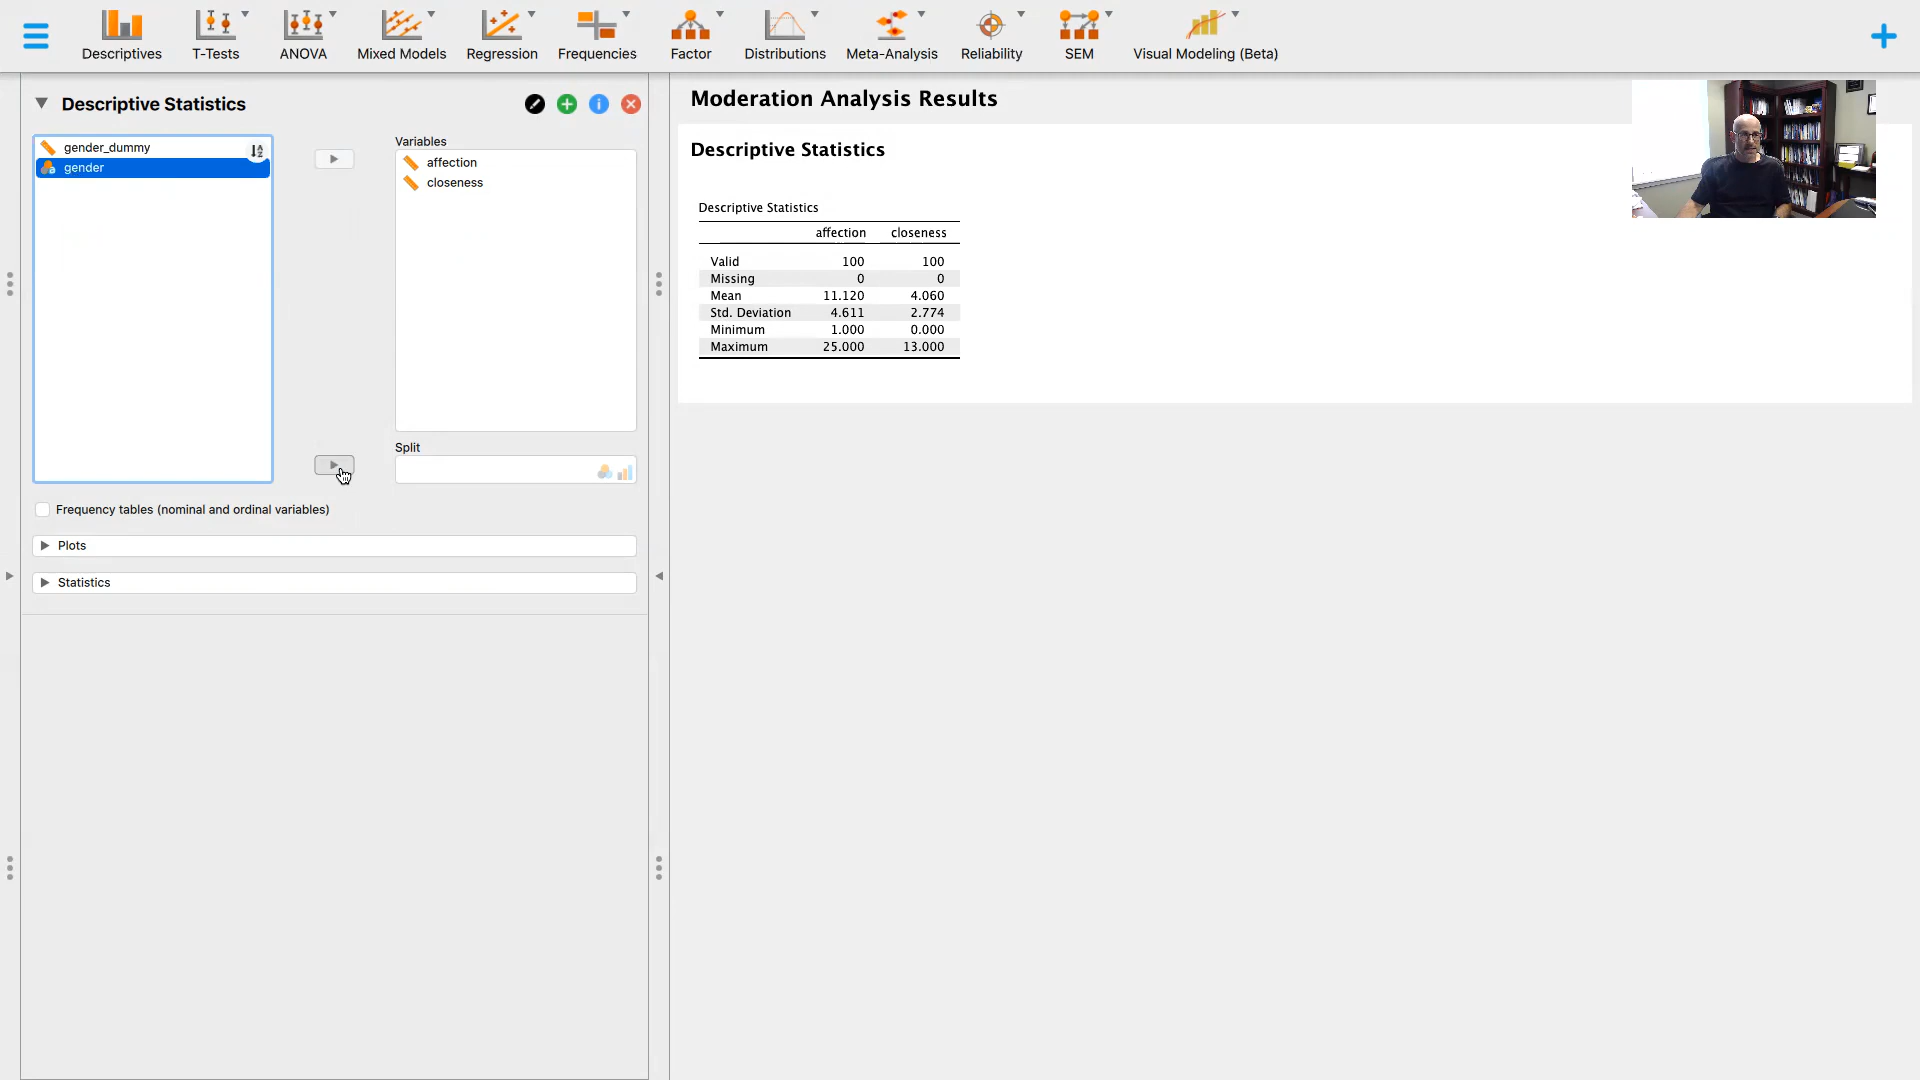 Descriptives T-Tests ANOVA Mixed Models Regression Frequencies Factor Distributions Meta-Analysis Reliability SEM Visual Modeling (Beta)
Descriptive Statistics
gender_dummy
gender
Variables
affection
closeness
Split
Frequency tables (nominal and ordinal variables)
Plots
Statistics
Moderation Analysis Results
Descriptive Statistics
Descriptive Statistics
affection closeness
Valid 100 100
Missing 0 0
Mean 11.120 4.060
Std. Deviation 4.611 2.774
Minimum 1.000 0.000
Maximum 25.000 13.000